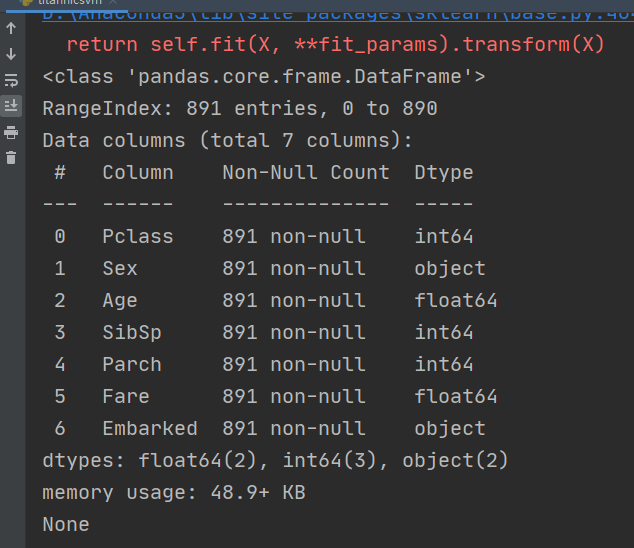 titannicsvm
D:\Anaconda3\lib\site-packages\sklearn\base.py:46
return self.fit(X, **fit_params).transform(X)
<class 'pandas.core.frame.DataFrame'>
RangeIndex: 891 entries, 0 to 890
Data columns (total 7 columns):
# Column Non-Null Count Dtype
--- ------ -------------- -----
0 Pclass 891 non-null int64
1 Sex 891 non-null object
2 Age 891 non-null float64
3 SibSp 891 non-null int64
4 Parch 891 non-null int64
5 Fare 891 non-null float64
6 Embarked 891 non-null object
dtypes: float64(2), int64(3), object(2)
memory usage: 48.9+ KB
None